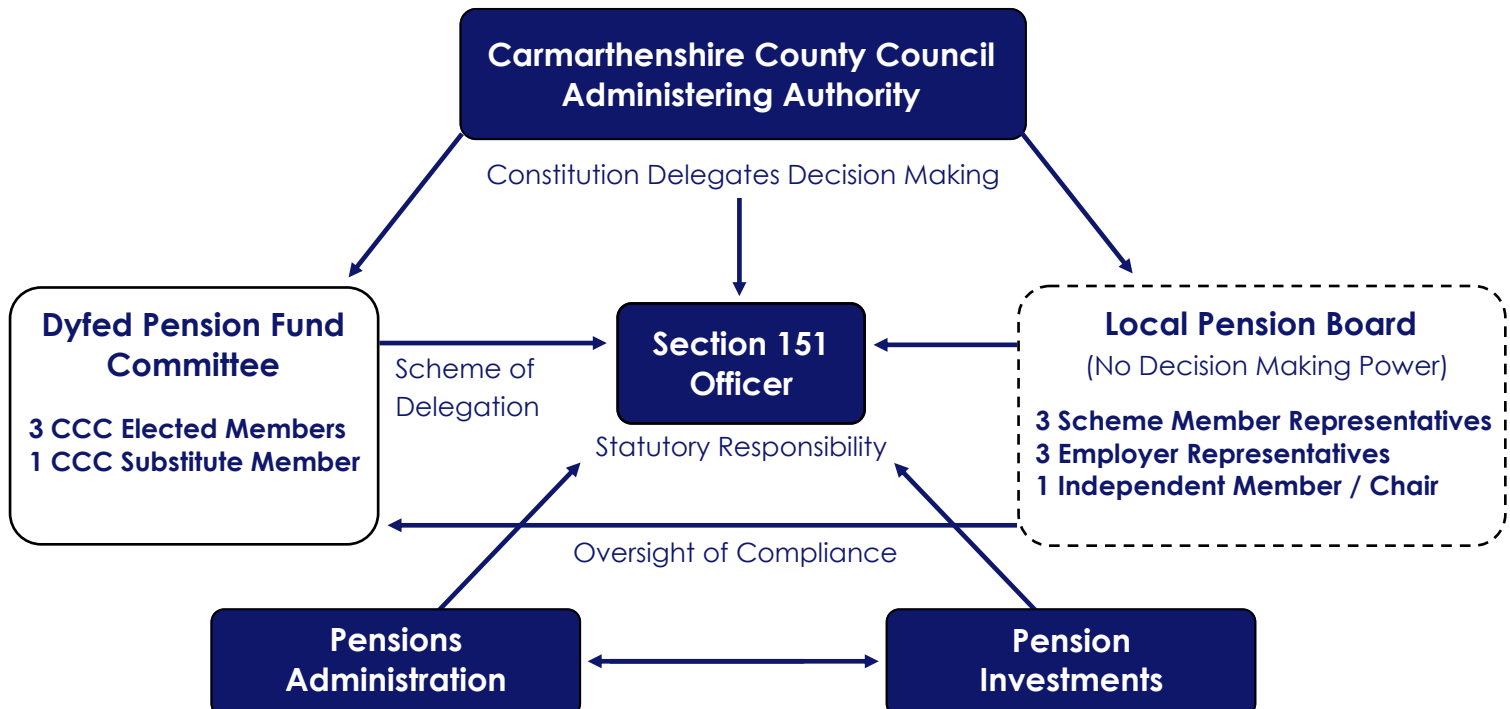 Carmarthenshire County Council
Administering Authority
Constitution Delegates Decision Making
Dyfed Pension Fund
Committee
3 CCC Elected Members
1 CCC Substitute Member
Scheme of
Delegation
Section 151
Officer
Statutory Responsibility
Local Pension Board
(No Decision Making Power)
3 Scheme Member Representatives
3 Employer Representatives
1 Independent Member / Chair
Oversight of Compliance
Pensions
Administration
Pension
Investments